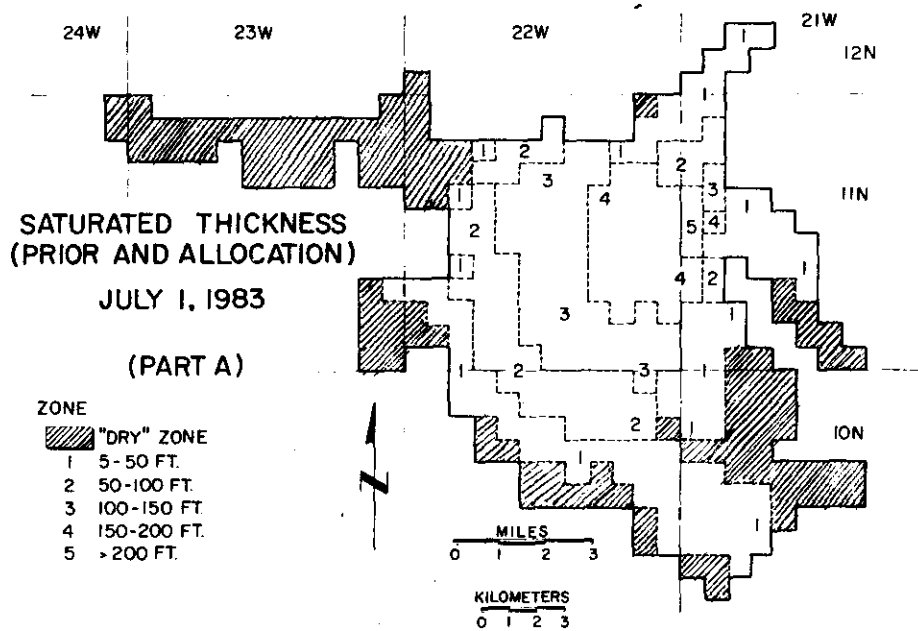 24W 23W 22W 21W
12N
1
1
1 2 1 2
3
1 4 3
11N
1
2 5 4
1 4 2 1
SATURATED THICKNESS
(PRIOR AND ALLOCATION)
JULY 1, 1983
(PART A)
3 1
1 2 3 1
2 1
10N
1
1
ZONE
"DRY" ZONE
1 5-50 FT.
2 50-100 FT.
3 100-150 FT.
4 150-200 FT.
5 >200 FT.
N
MILES
0 1 2 3
KILOMETERS
0 1 2 3